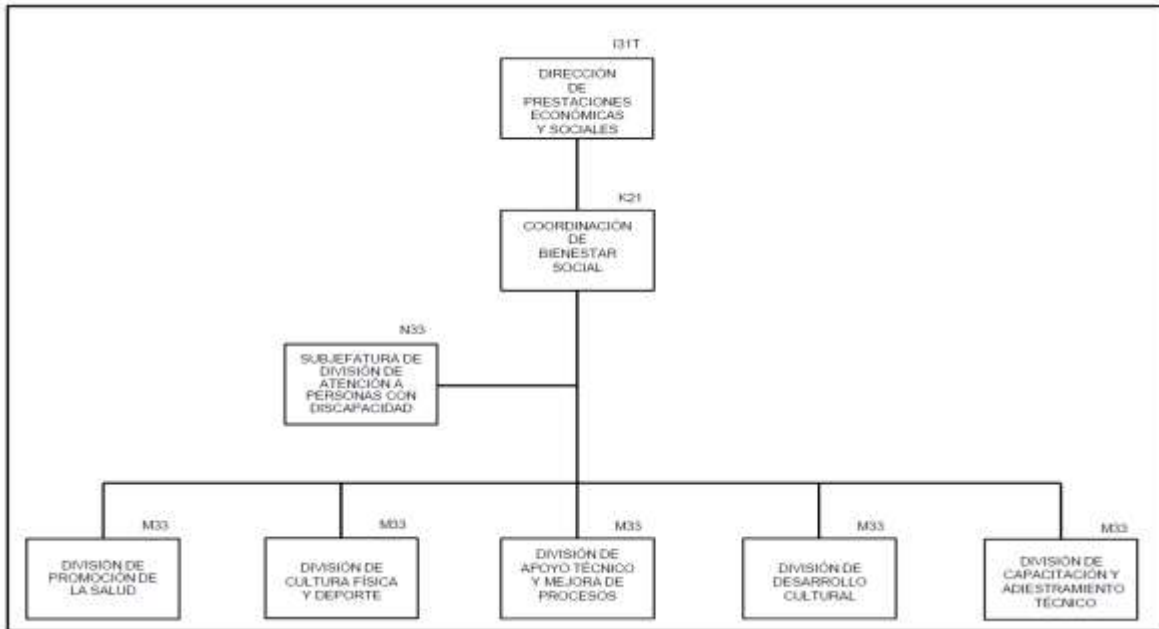 I31T
DIRECCIÓN
DE
PRESTACIONES
ECONÓMICAS
Y SOCIALES
K21
COORDINACIÓN
DE
BIENESTAR
SOCIAL
N33
SUBJEFATURA DE
DIVISIÓN DE
ATENCIÓN A
PERSONAS CON
DISCAPACIDAD
M33
DIVISIÓN DE
PROMOCIÓN DE
LA SALUD
M33
DIVISIÓN DE
CULTURA FÍSICA
Y DEPORTE
M33
DIVISIÓN DE
APOYO TÉCNICO
Y MEJORA DE
PROCESOS
M33
DIVISIÓN DE
DESARROLLO
CULTURAL
M33
DIVISIÓN DE
CAPACITACIÓN Y
ADIESTRAMIENTO
TÉCNICO